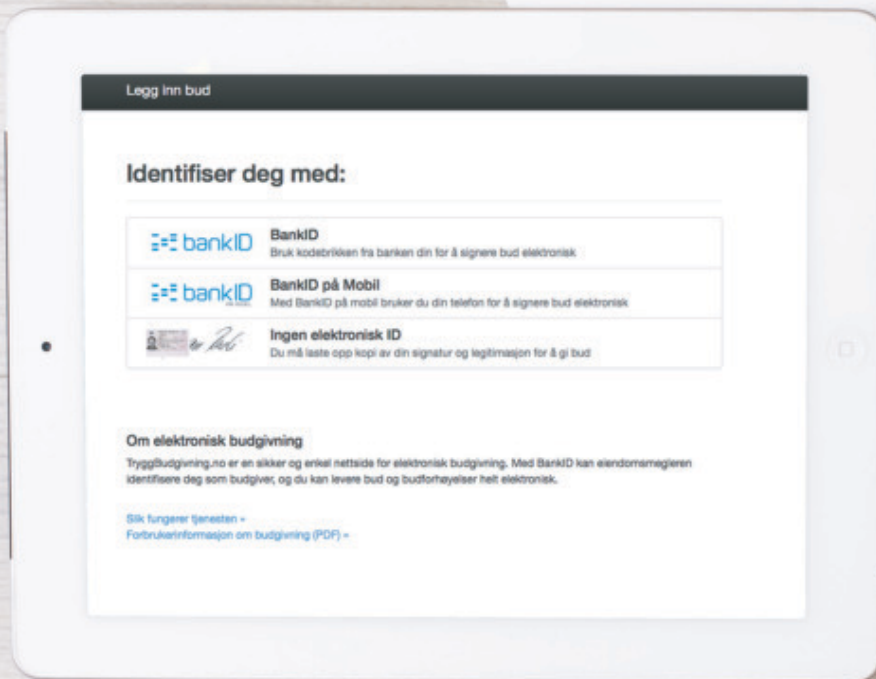 Legg inn bud
Identifiser deg med:
bankID
BankID
Bruk kodebrikken fra banken din for å signere bud elektronisk
bankID
BankID på Mobil
Med BankID på mobil bruker du din telefon for å signere bud elektronisk
Ingen elektronisk ID
Du må laste opp kopi av din signatur og legitimasjon for å gi bud
Om elektronisk budgivning
TryggBudgivning.no er en sikker og enkel nettside for elektronisk budgivning. Med BankID kan eiendomsmegleren
identifisere deg som budgiver, og du kan levere bud og budforhøyelser helt elektronisk.
Slik fungerer tjenesten »
Forbrukerinformasjon om budgivning (PDF) »